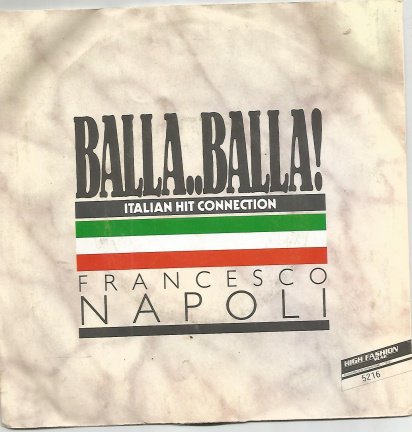 BALLA..BALLA!
ITALIAN HIT CONNECTION
FRANCESCO
NAPOLI
HIGH FASHION
5216